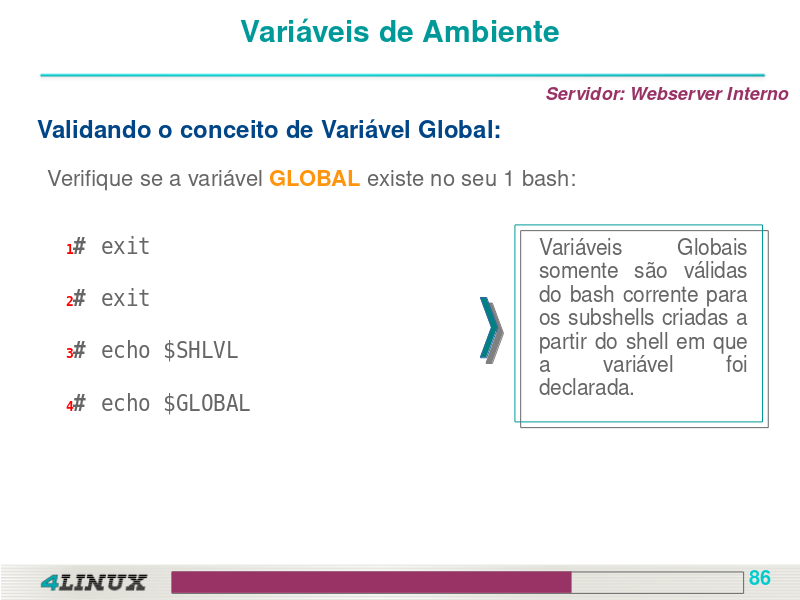 Variáveis de Ambiente
Servidor: Webserver Interno
Validando o conceito de Variável Global:
Verifique se a variável GLOBAL existe no seu 1 bash:
1# exit
2# exit
3# echo $SHLVL
4# echo $GLOBAL
Variáveis Globais
somente são válidas
do bash corrente para
os subshells criadas a
partir do shell em que
a variável foi
declarada.
4LINUX
86